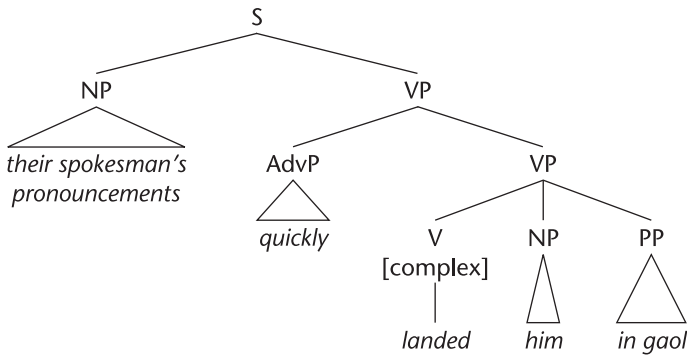 S
NP VP
their spokesman's
pronouncements
AdvP VP
quickly
V NP PP
[complex]
landed him in gaol